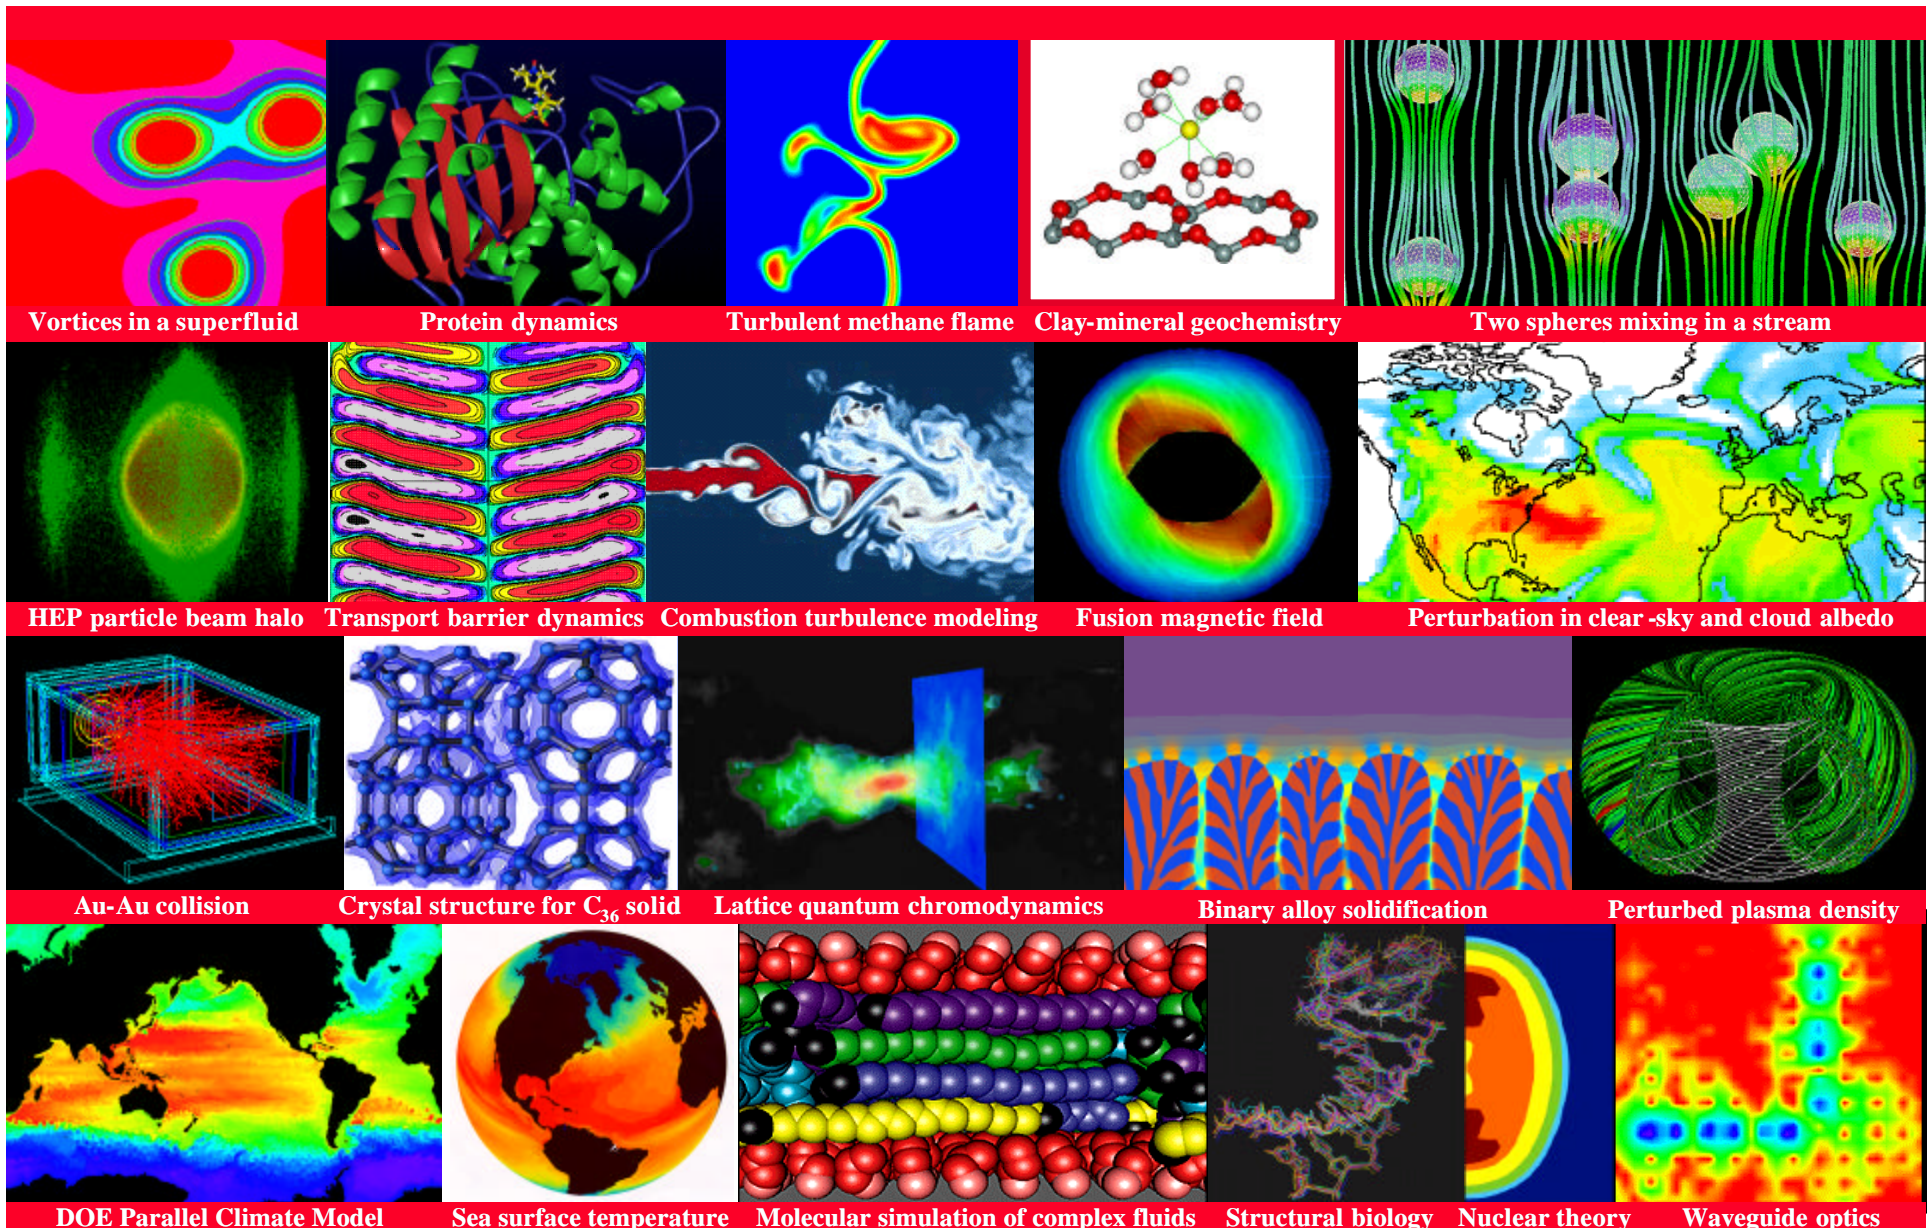 Vortices in a superfluid
Protein dynamics
Turbulent methane flame
Clay-mineral geochemistry
Two spheres mixing in a stream
HEP particle beam halo
Transport barrier dynamics
Combustion turbulence modeling
Fusion magnetic field
Perturbation in clear-sky and cloud albedo
Au-Au collision
Crystal structure for C36 solid
Lattice quantum chromodynamics
Binary alloy solidification
Perturbed plasma density
DOE Parallel Climate Model
Sea surface temperature
Molecular simulation of complex fluids
Structural biology
Nuclear theory
Waveguide optics